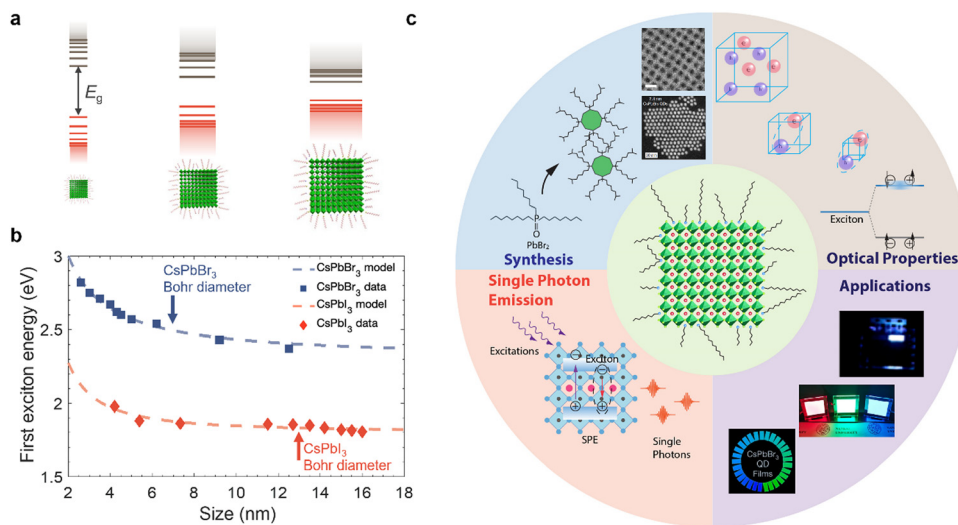 a
E_g
b
First exciton energy (eV)
3
2.5
2
1.5
CsPbBr₃
Bohr diameter
CsPbBr₃ model
CsPbBr₃ data
CsPbI₃ model
CsPbI₃ data
CsPbI₃
Bohr diameter
2 4 6 8 10 12 14 16 18
Size (nm)
c
PbBr₂
Synthesis
Exciton
Optical Properties
Single Photon
Emission
Excitations
Exciton
SPE
Single
Photons
Applications
CsPbBr₃
QD
Films